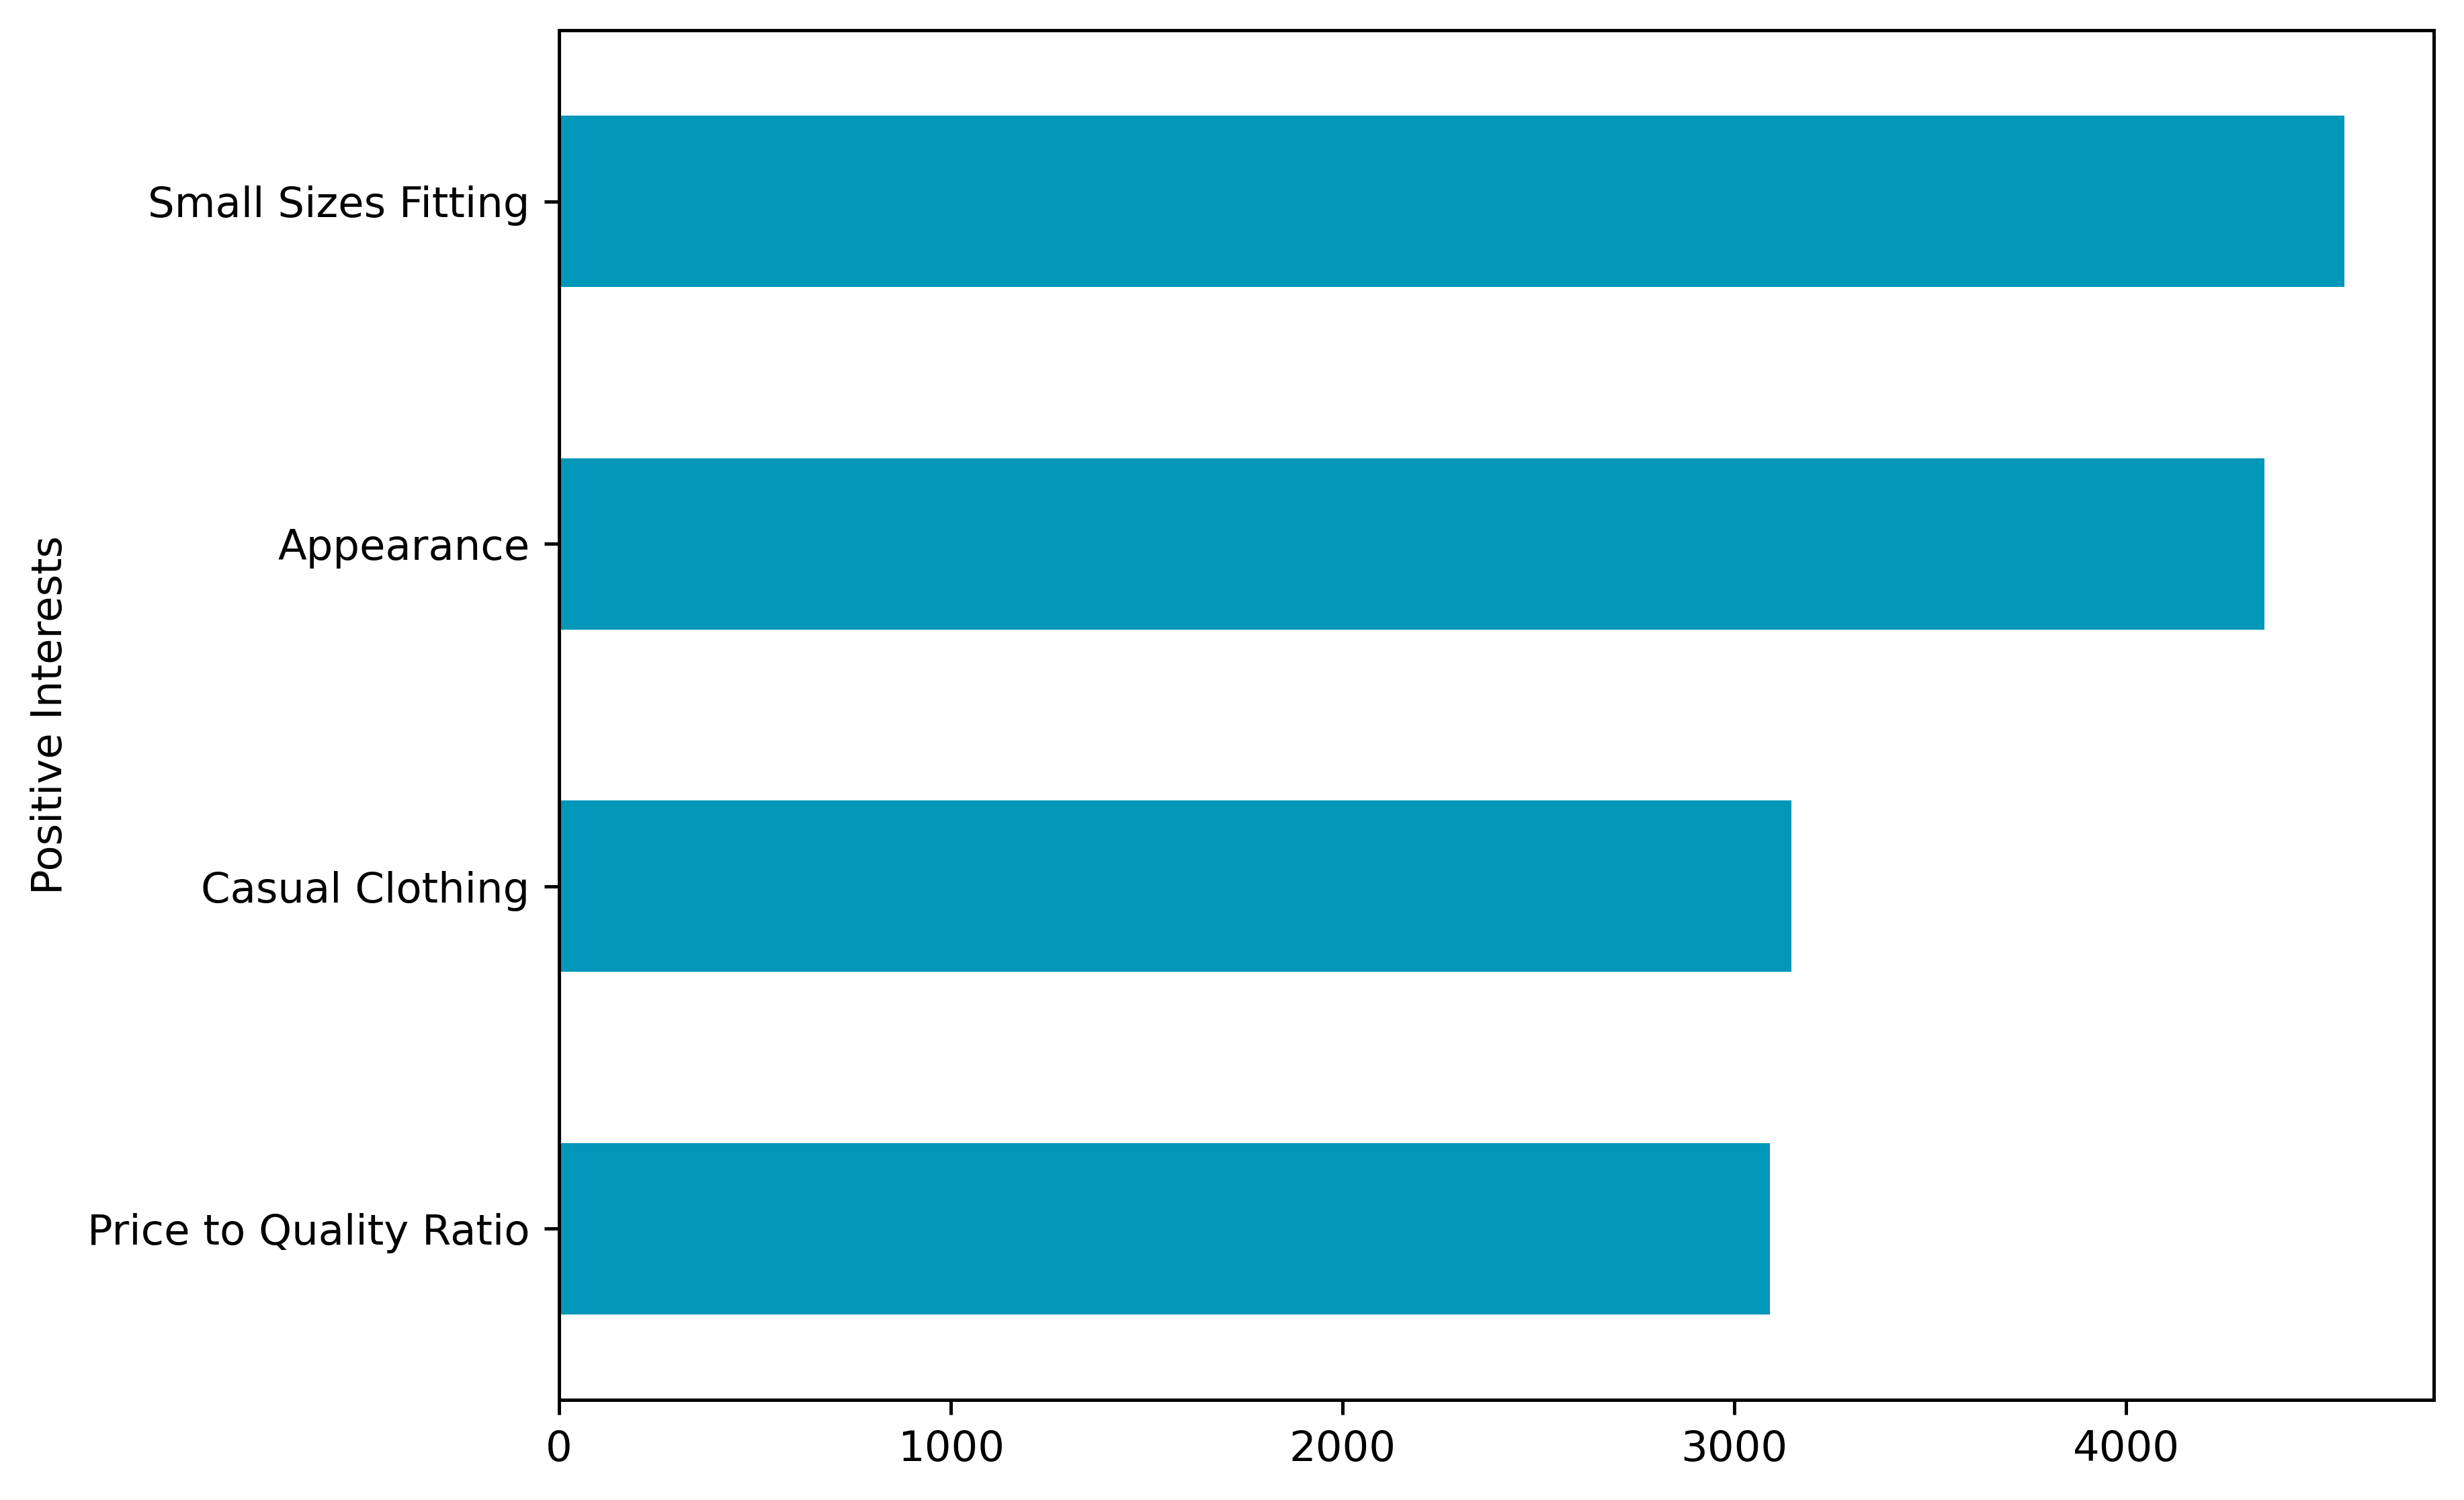 Positive Interests
Small Sizes Fitting
Appearance
Casual Clothing
Price to Quality Ratio
0 1000 2000 3000 4000